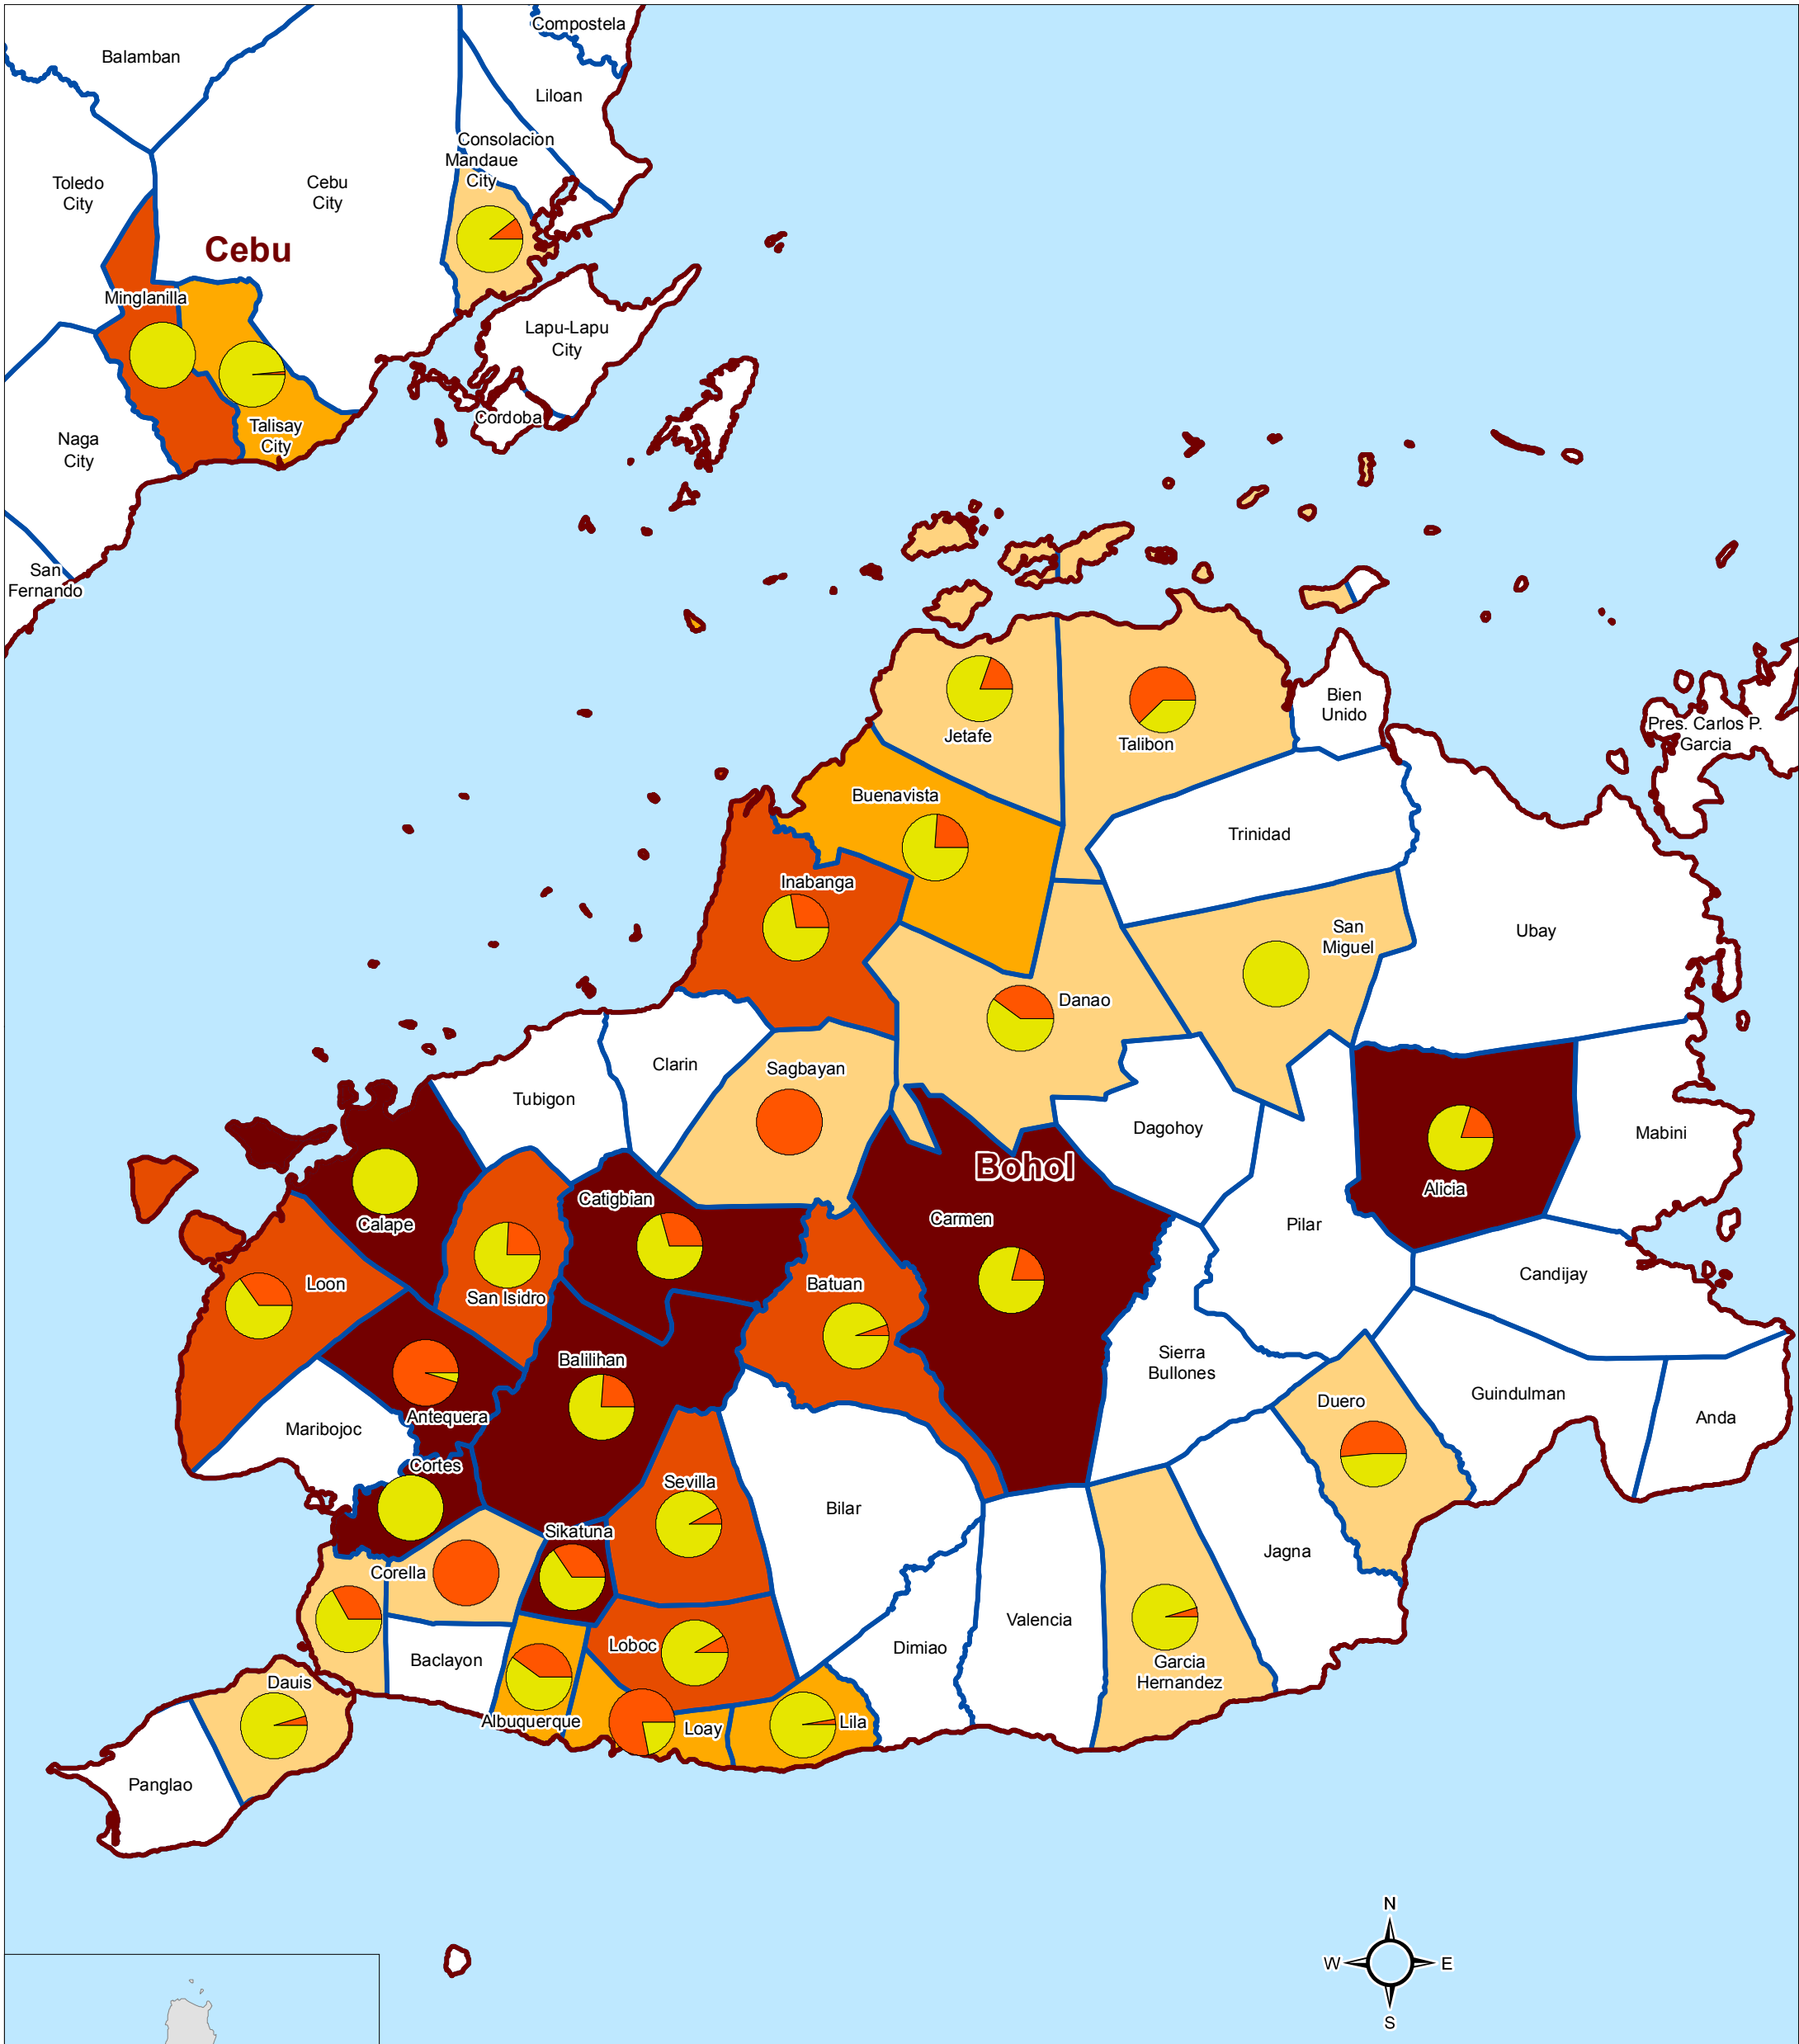 Compostela
Balamban
Liloan
Consolacion
Mandaue
City
Toledo
City
Cebu
City
Cebu
Minglanilla
Lapu-Lapu
City
Cordoba
Talisay
City
Naga
City
San
Fernando
Bien
Unido
Pres. Carlos P.
Garcia
Jetafe
Talibon
Buenavista
Trinidad
Inabanga
San
Miguel
Ubay
Danao
Clarin
Sagbayan
Tubigon
Dagohoy
Mabini
Bohol
Alicia
Catigbian
Calape
Carmen
Pilar
Loon
San Isidro
Batuan
Candijay
Balilihan
Sierra
Bullones
Guindulman
Duero
Antequera
Anda
Maribojoc
Cortes
Sevilla
Bilar
Sikatuna
Jagna
Corella
Valencia
Loboc
Dimiao
Baclayon
Garcia
Hernandez
Dauis
Albuquerque
Loay
Lila
Panglao
N
W
E
S